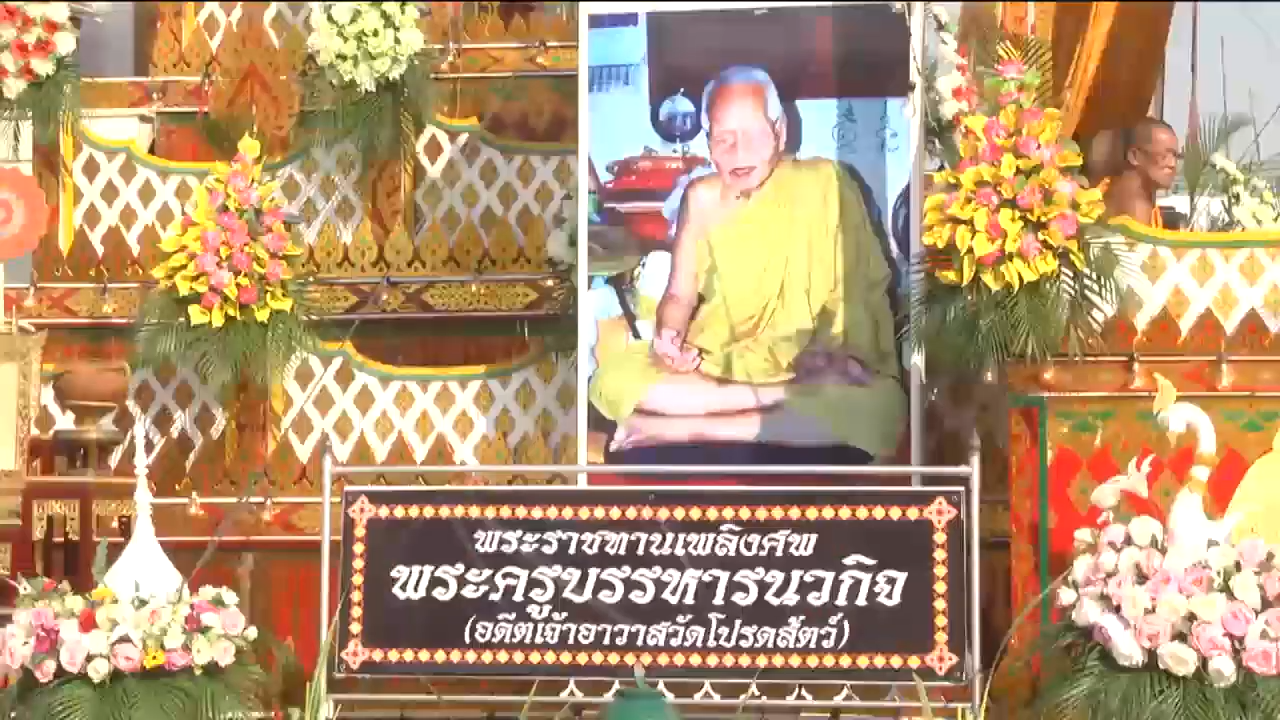 พระราชทานเพลิงศพ
พระครูบรรหารนวกิจ
(อดีตเจ้าอาวาสวัดโปรดสัตว์)